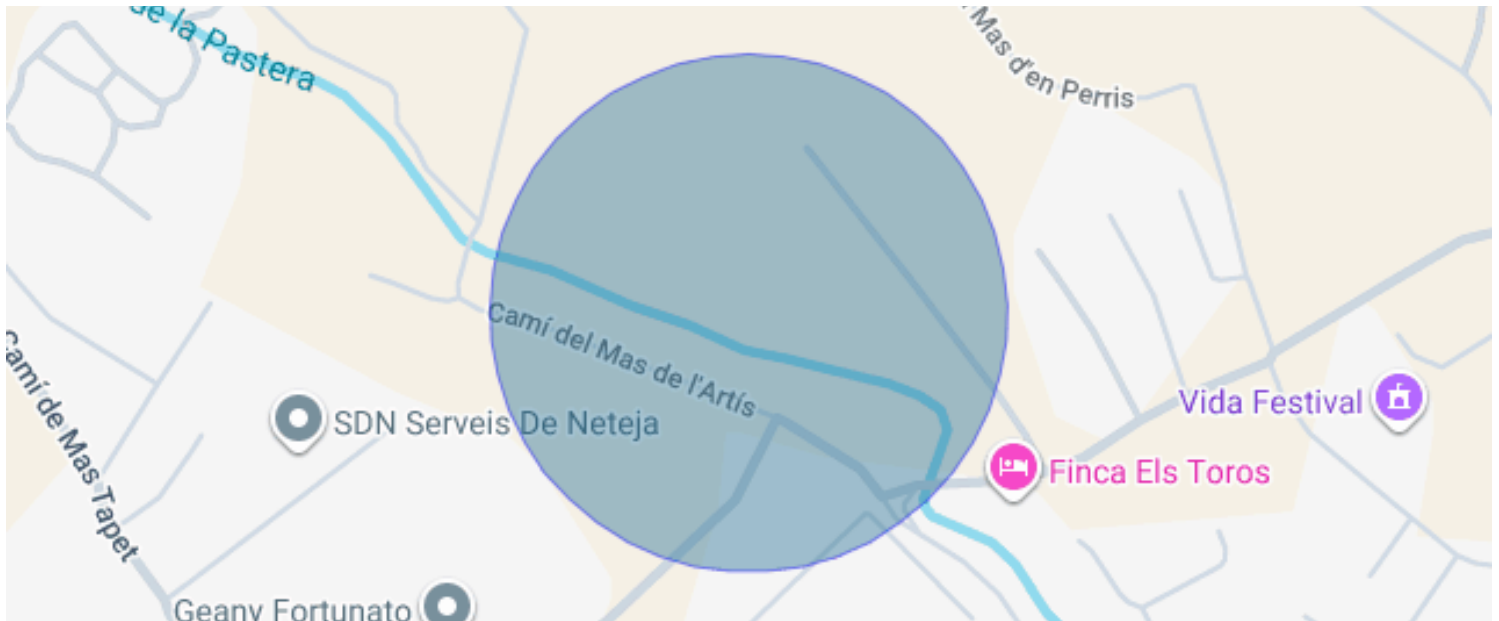 de la Pastera
Mas d'en Perris
Camí del Mas de l'Artís
Vida Festival
SDN Serveis De Neteja
Camí de Mas Tapet
Finca Els Toros
Geany Fortunato